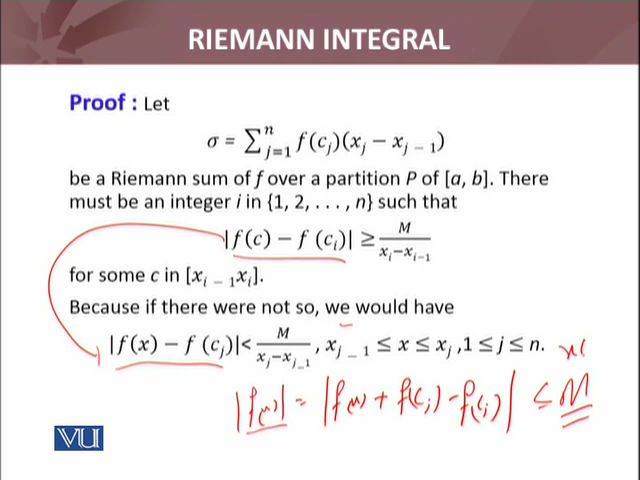 RIEMANN INTEGRAL
Proof : Let
σ = ∑ⁿⱼ₌₁ f(cⱼ)(xⱼ − xⱼ ₋ ₁)
be a Riemann sum of f over a partition P of [a, b]. There
must be an integer i in {1, 2, . . . , n} such that
|f(c) − f (cᵢ)| ≥ M/(xᵢ−xᵢ₋₁)
for some c in [xᵢ ₋ ₁xᵢ].
Because if there were not so, we would have
|f(x) − f (cⱼ)|< M/(xⱼ−xⱼ₋₁) , xⱼ ₋ ₁ ≤ x ≤ xⱼ ,1 ≤ j ≤ n.
|f(x)| = |f(x) + f(cⱼ) − f(cⱼ)| ≤ M
VU